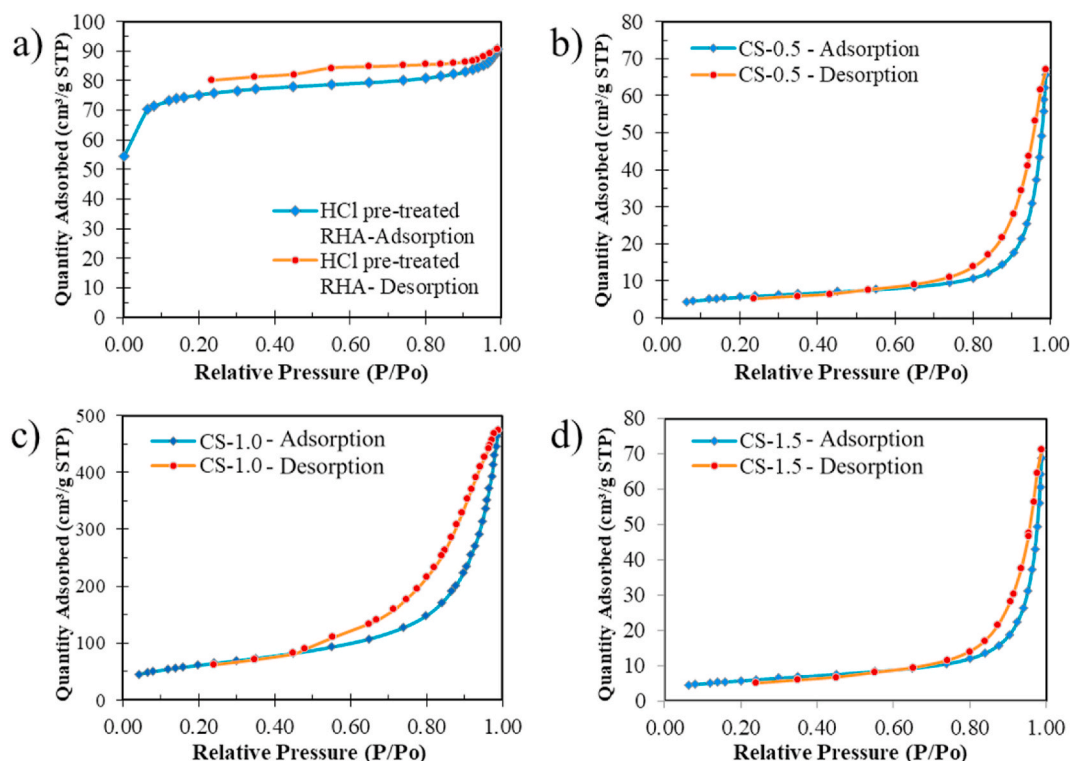 a)
Quantity Adsorbed (cm³/g STP)
100
90
80
70
60
50
40
30
20
10
0
HCl pre-treated
RHA-Adsorption
HCl pre-treated
RHA- Desorption
0.00 0.20 0.40 0.60 0.80 1.00
Relative Pressure (P/Po)
b)
Quantity Adsorbed (cm³/g STP)
80
70
60
50
40
30
20
10
0
CS-0.5 - Adsorption
CS-0.5 - Desorption
0.00 0.20 0.40 0.60 0.80 1.00
Relative Pressure (P/Po)
c)
Quantity Adsorbed (cm³/g STP)
500
400
300
200
100
0
CS-1.0 - Adsorption
CS-1.0 - Desorption
0.00 0.20 0.40 0.60 0.80 1.00
Relative Pressure (P/Po)
d)
Quantity Adsorbed (cm³/g STP)
80
70
60
50
40
30
20
10
0
CS-1.5 - Adsorption
CS-1.5 - Desorption
0.00 0.20 0.40 0.60 0.80 1.00
Relative Pressure (P/Po)